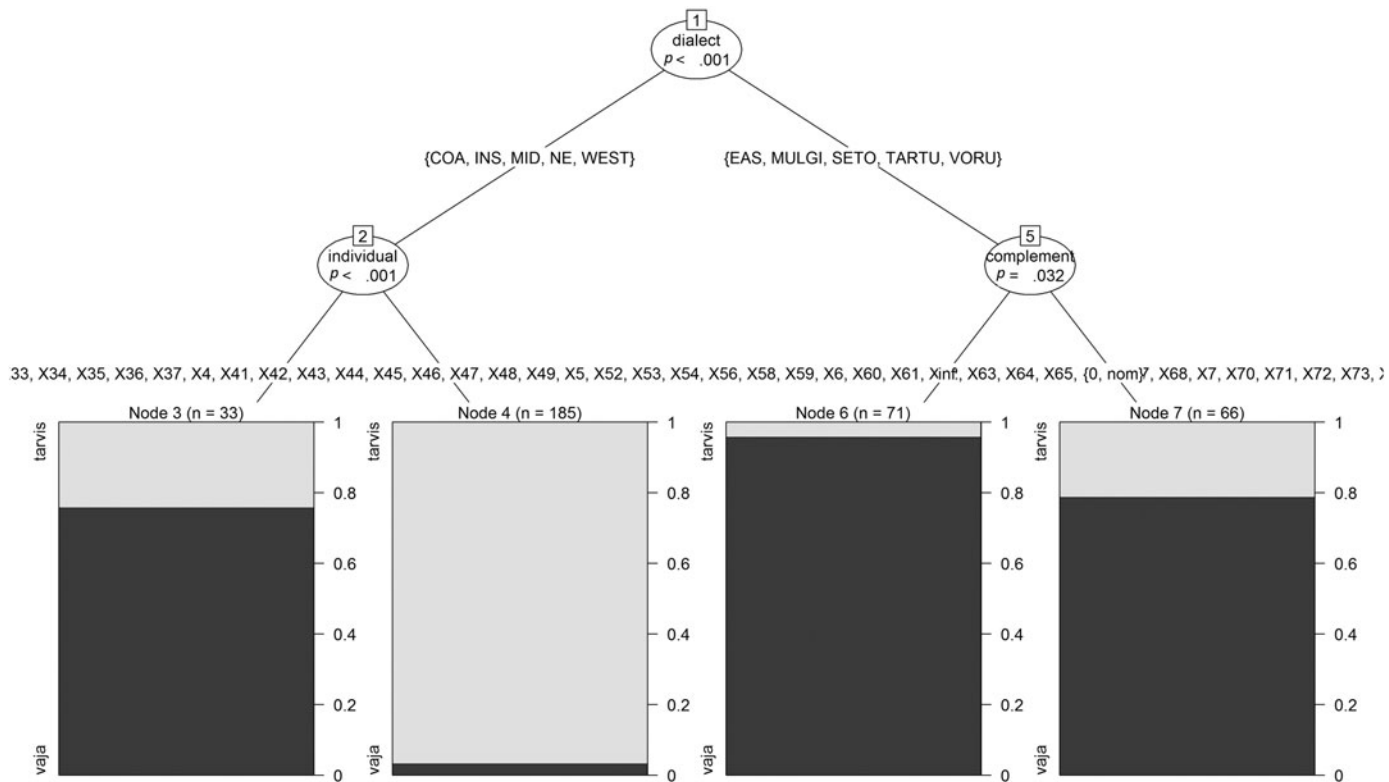 1
dialect
p < .001
{COA, INS, MID, NE, WEST}
{EAS, MULGI, SETO, TARTU, VORU}
2
individual
p < .001
5
complement
p = .032
33, X34, X35, X36, X37, X4, X41, X42, X43, X44, X45, X46, X47, X48, X49, X5, X52, X53, X54, X56, X58, X59, X6, X60, X61, inf, X63, X64, X65, {0, nom} X68, X7, X70, X71, X72, X73,
Node 3 (n = 33)
tarvis
vaja
1
0.8
0.6
0.4
0.2
0
Node 4 (n = 185)
tarvis
vaja
1
0.8
0.6
0.4
0.2
0
Node 6 (n = 71)
tarvis
vaja
1
0.8
0.6
0.4
0.2
0
Node 7 (n = 66)
tarvis
vaja
1
0.8
0.6
0.4
0.2
0